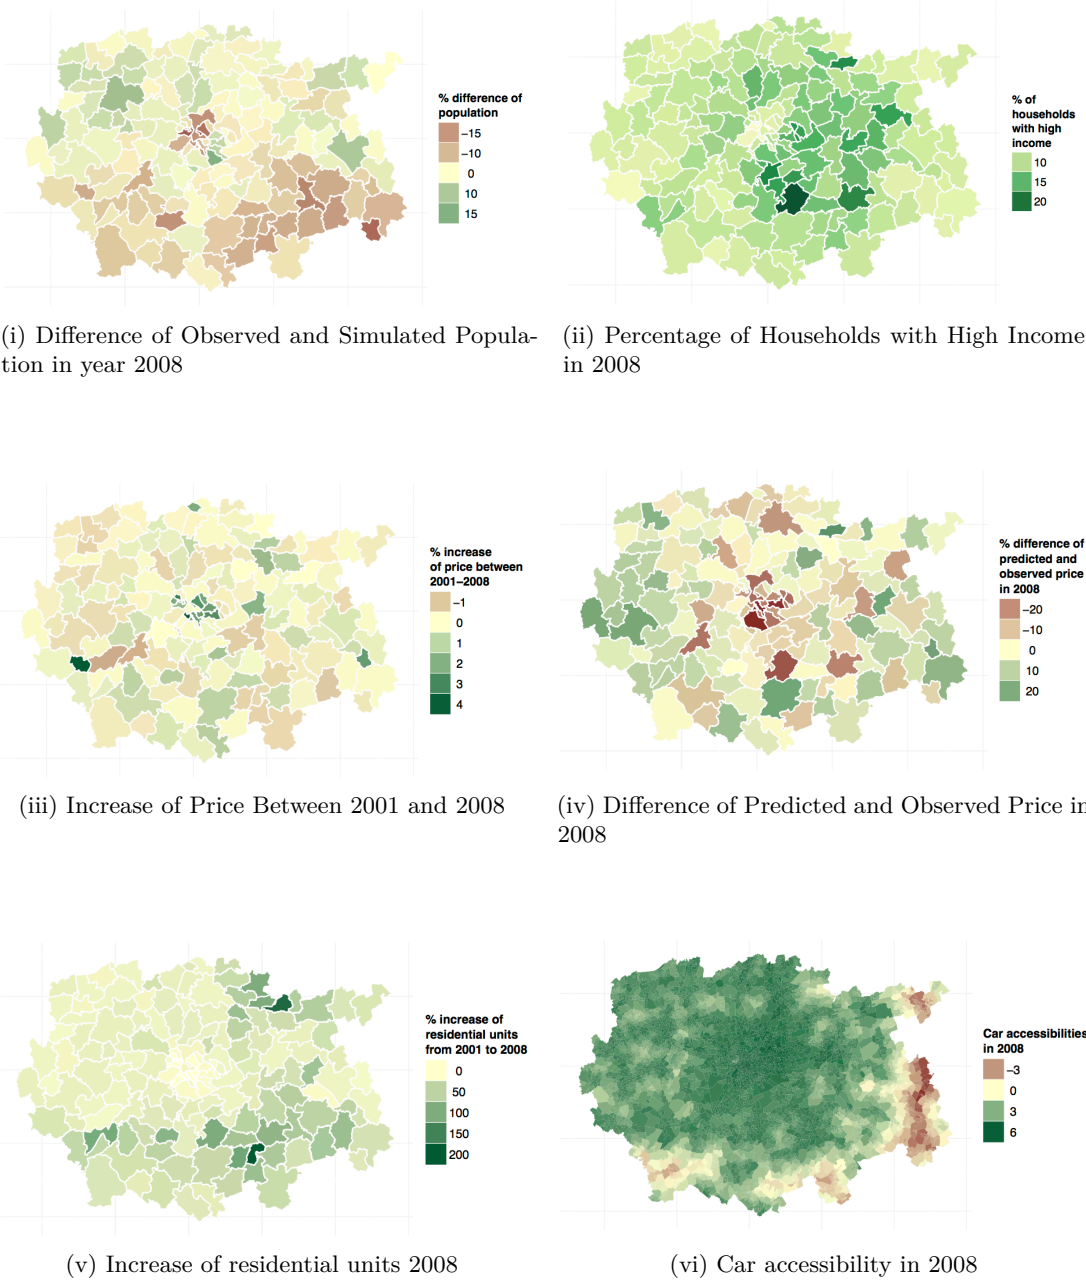 % difference of
population
−15
−10
0
10
15
% of
households
with high
income
10
15
20
(i) Difference of Observed and Simulated Popula-
tion in year 2008
(ii) Percentage of Households with High Income
in 2008
% increase
of price between
2001−2008
−1
0
1
2
3
4
% difference of
predicted and
observed price
in 2008
−20
−10
0
10
20
(iii) Increase of Price Between 2001 and 2008
(iv) Difference of Predicted and Observed Price in
2008
% increase of
residential units
from 2001 to 2008
0
50
100
150
200
Car accessibilities
in 2008
−3
0
3
6
(v) Increase of residential units 2008
(vi) Car accessibility in 2008